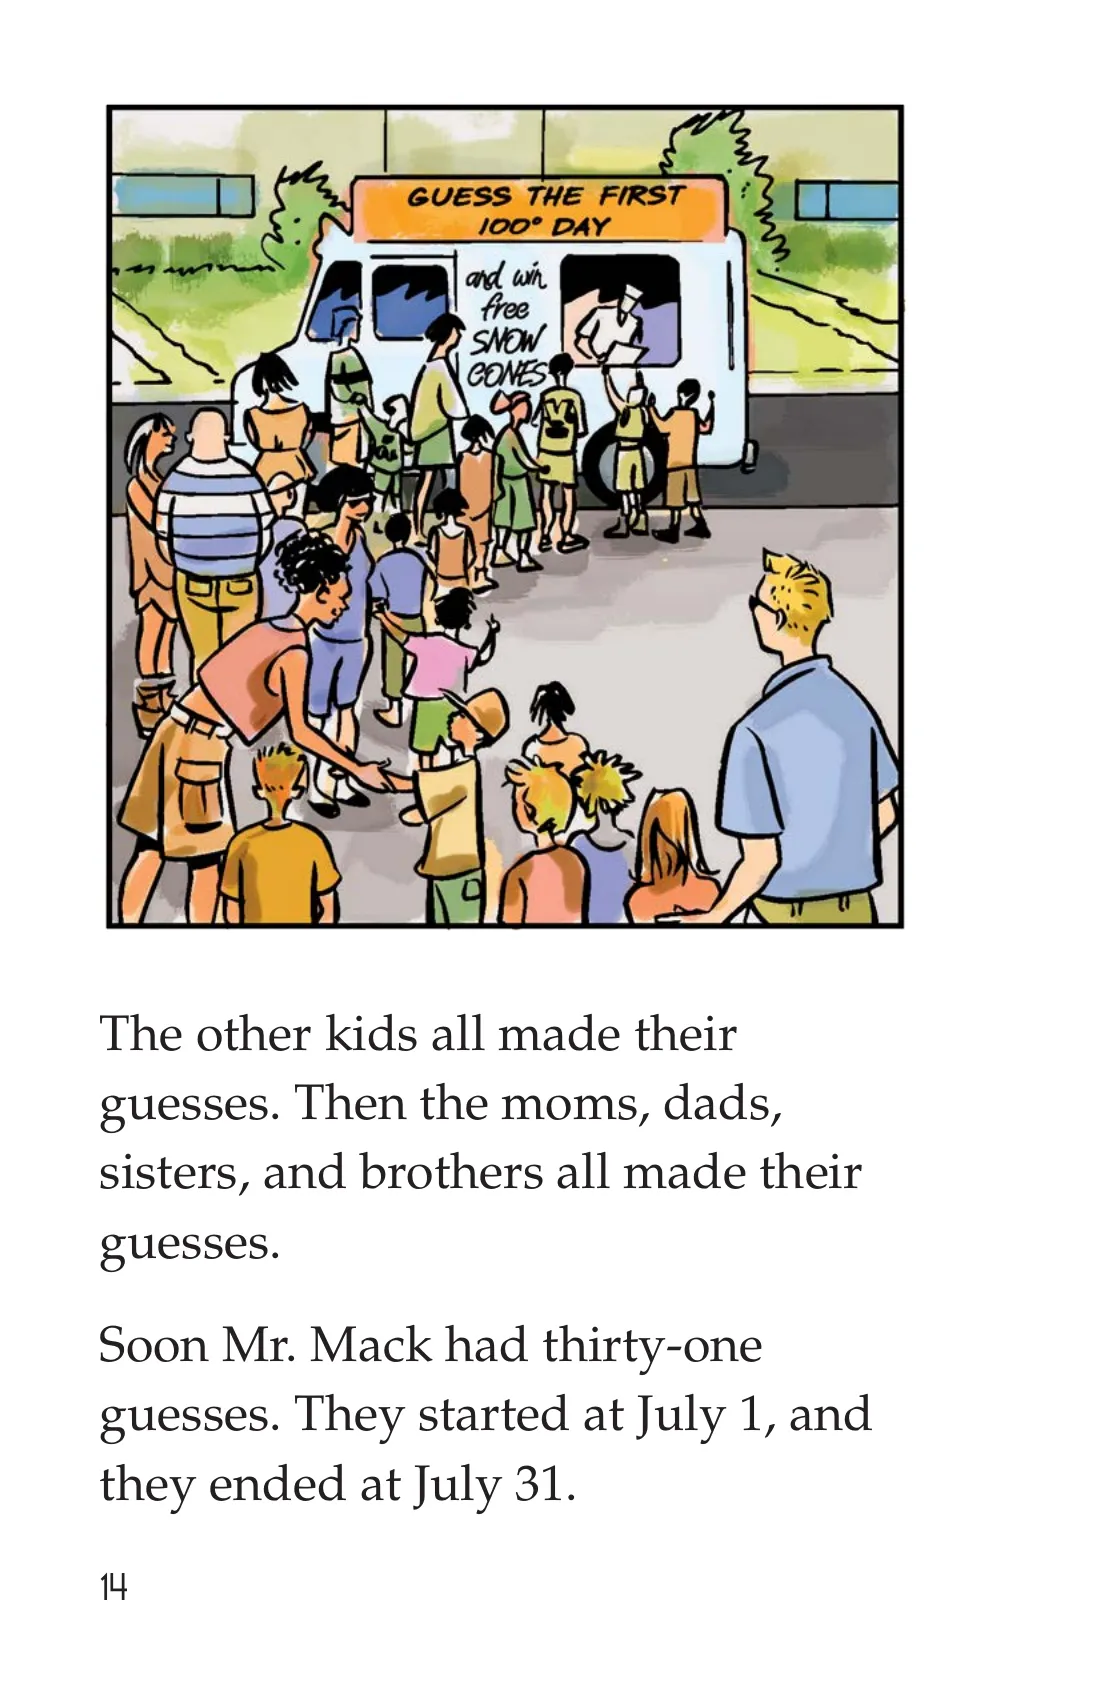 GUESS THE FIRST
100° DAY
and win
free
SNOW
CONES
The other kids all made their
guesses. Then the moms, dads,
sisters, and brothers all made their
guesses.
Soon Mr. Mack had thirty-one
guesses. They started at July 1, and
they ended at July 31.
14